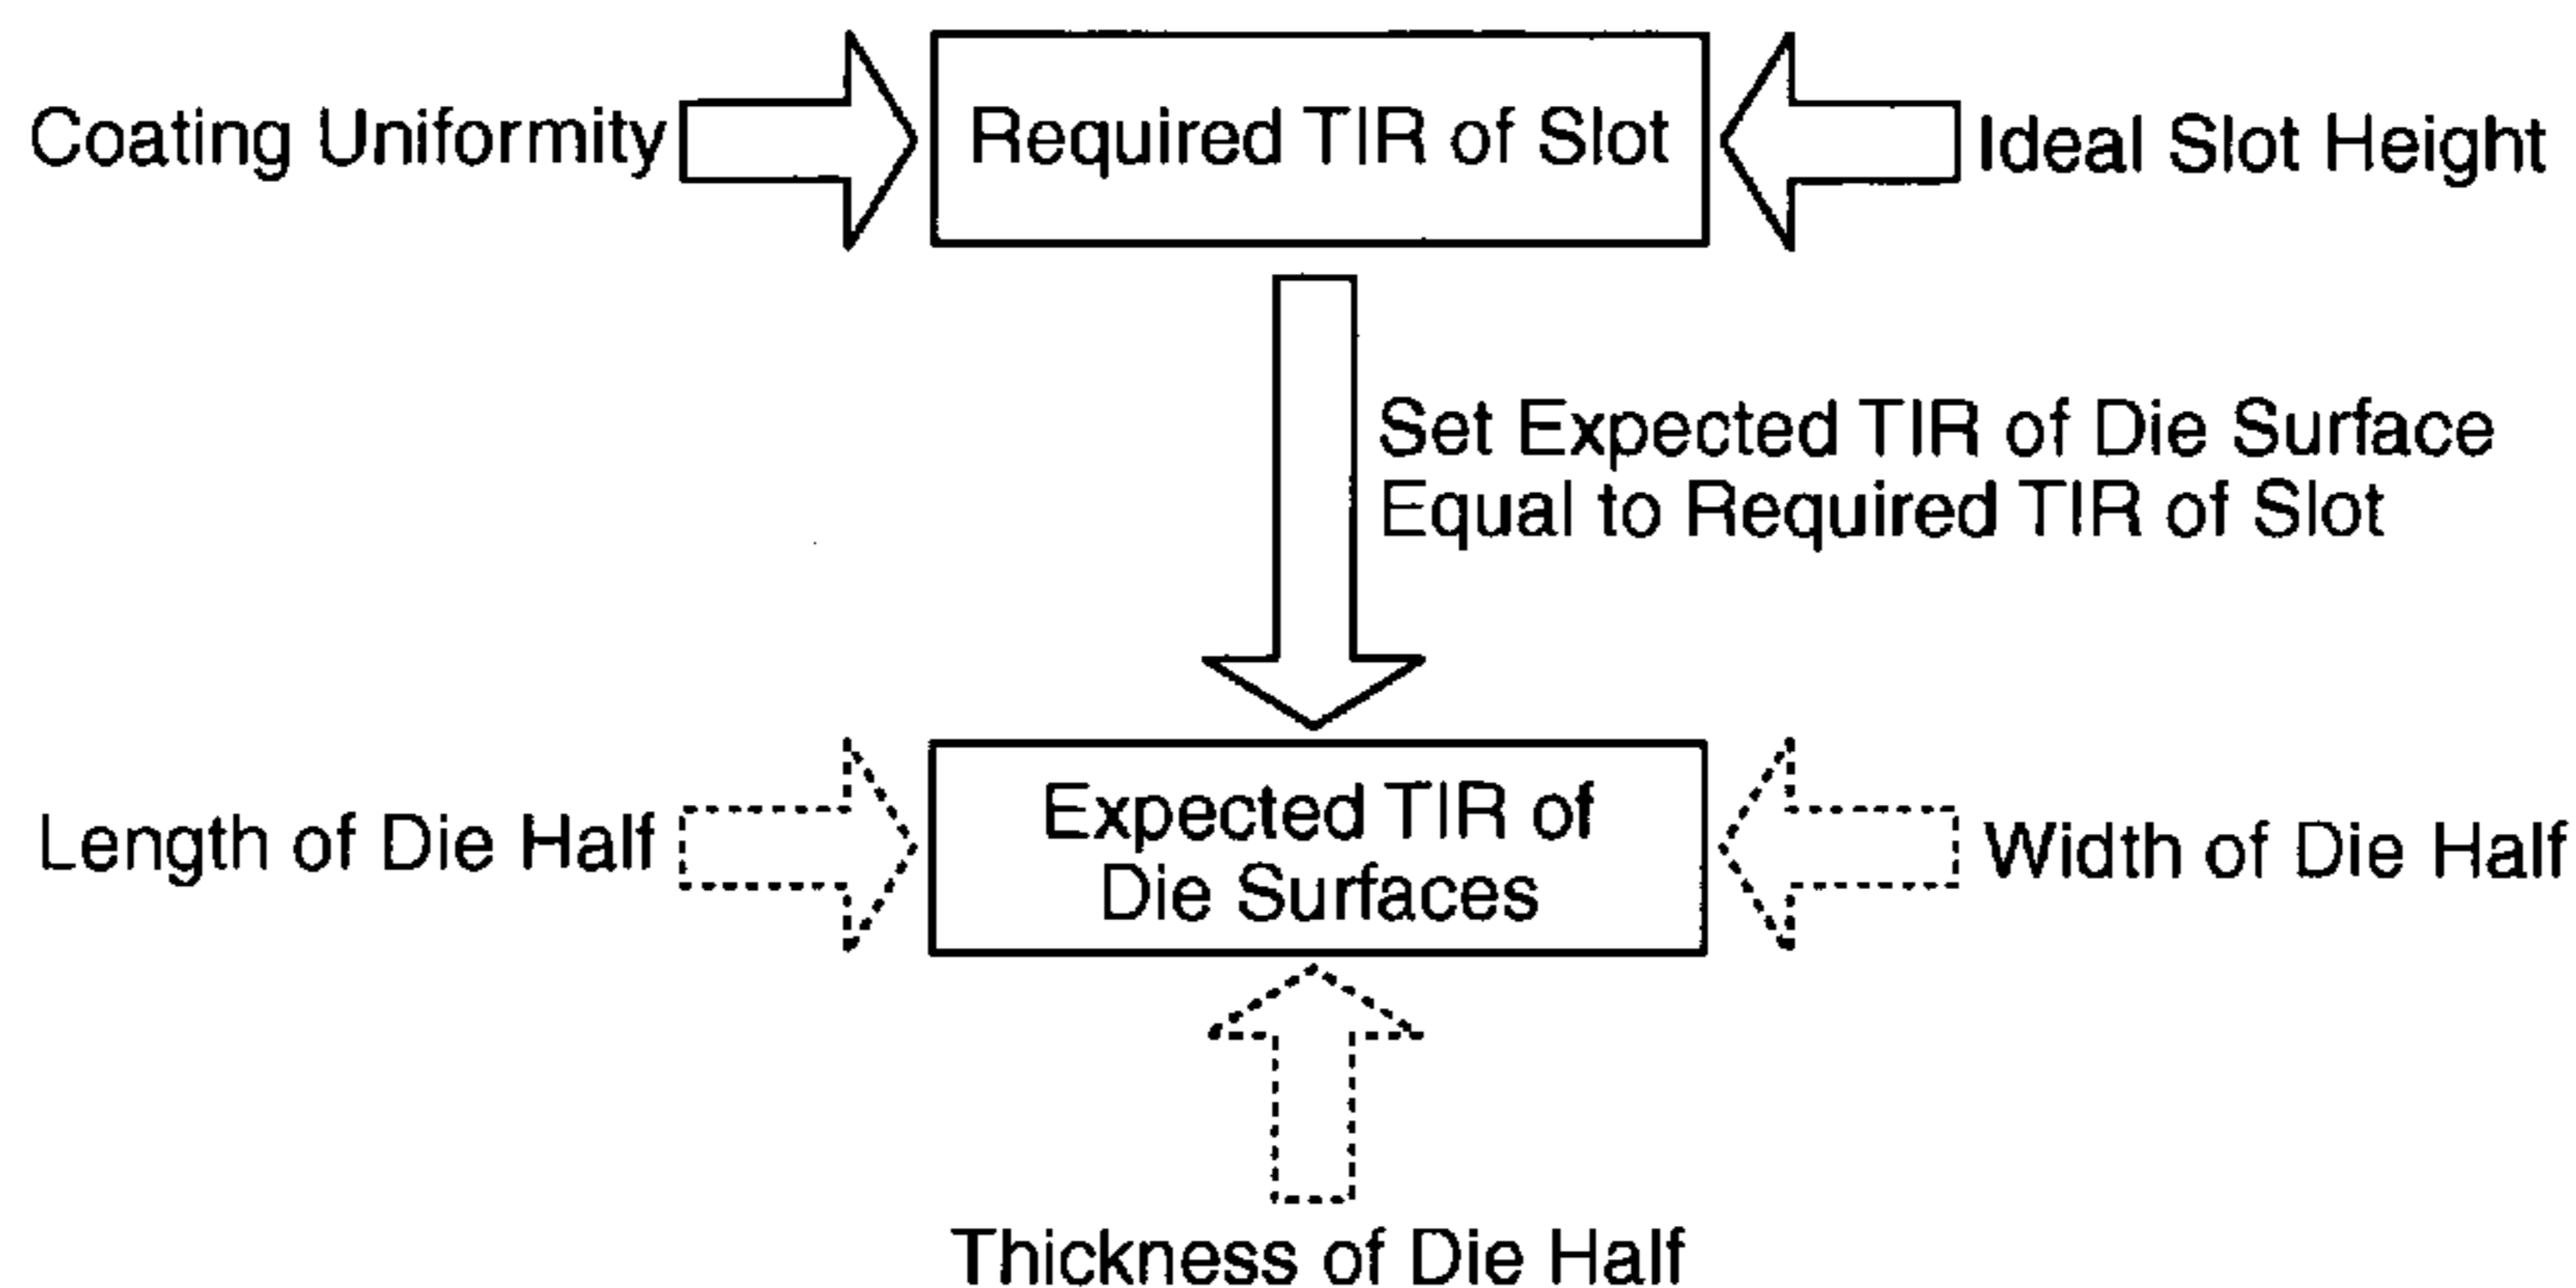 Coating Uniformity
Required TIR of Slot
Ideal Slot Height
Set Expected TIR of Die Surface
Equal to Required TIR of Slot
Length of Die Half
Expected TIR of
Die Surfaces
Width of Die Half
Thickness of Die Half